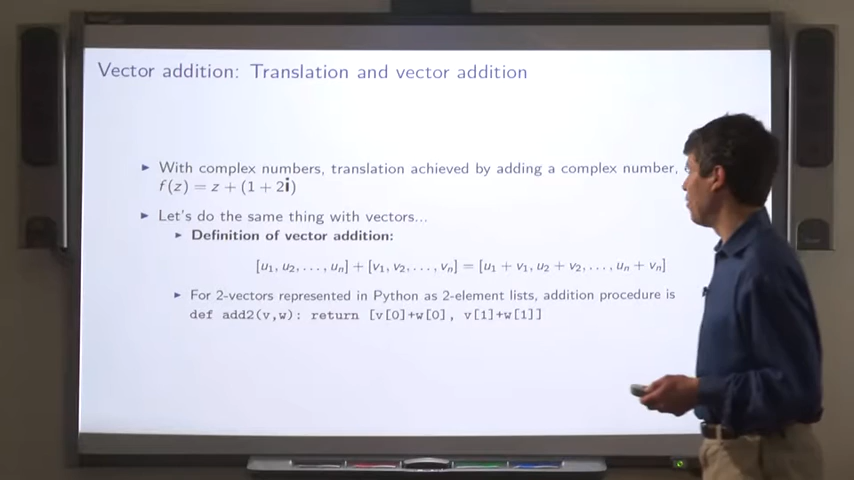 Vector addition: Translation and vector addition
► With complex numbers, translation achieved by adding a complex number,
f(z) = z + (1 + 2i)
► Let's do the same thing with vectors...
► Definition of vector addition:
[u₁, u₂, . . . , uₙ] + [v₁, v₂, . . . , vₙ] = [u₁ + v₁, u₂ + v₂, . . . , uₙ + vₙ]
► For 2-vectors represented in Python as 2-element lists, addition procedure is
def add2(v,w): return [v[0]+w[0], v[1]+w[1]]